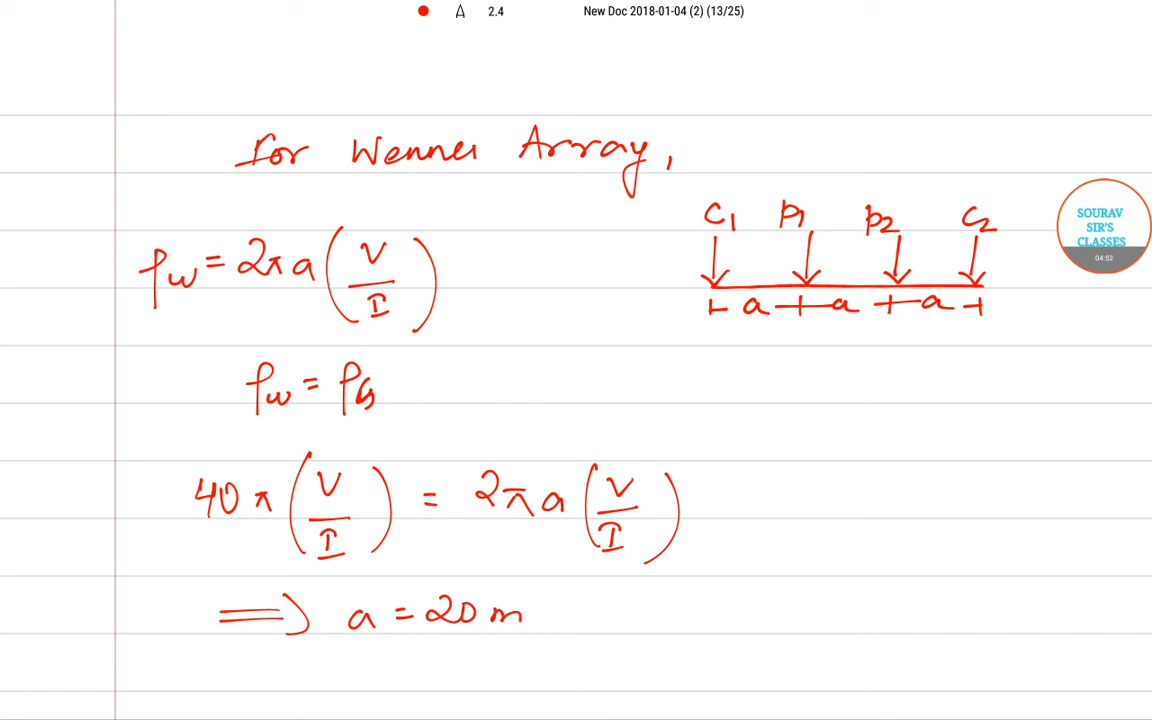 A 2.4 New Doc 2018-01-04 (2) (13/25)
for Wenner Array,
C1 P1 P2 C2
SOURAV
SIR'S
CLASSES
04:52
ρw = 2πa (V/I)
a a a
ρw = ρG
40π (V/I) = 2πa (V/I)
⟹ a = 20 m